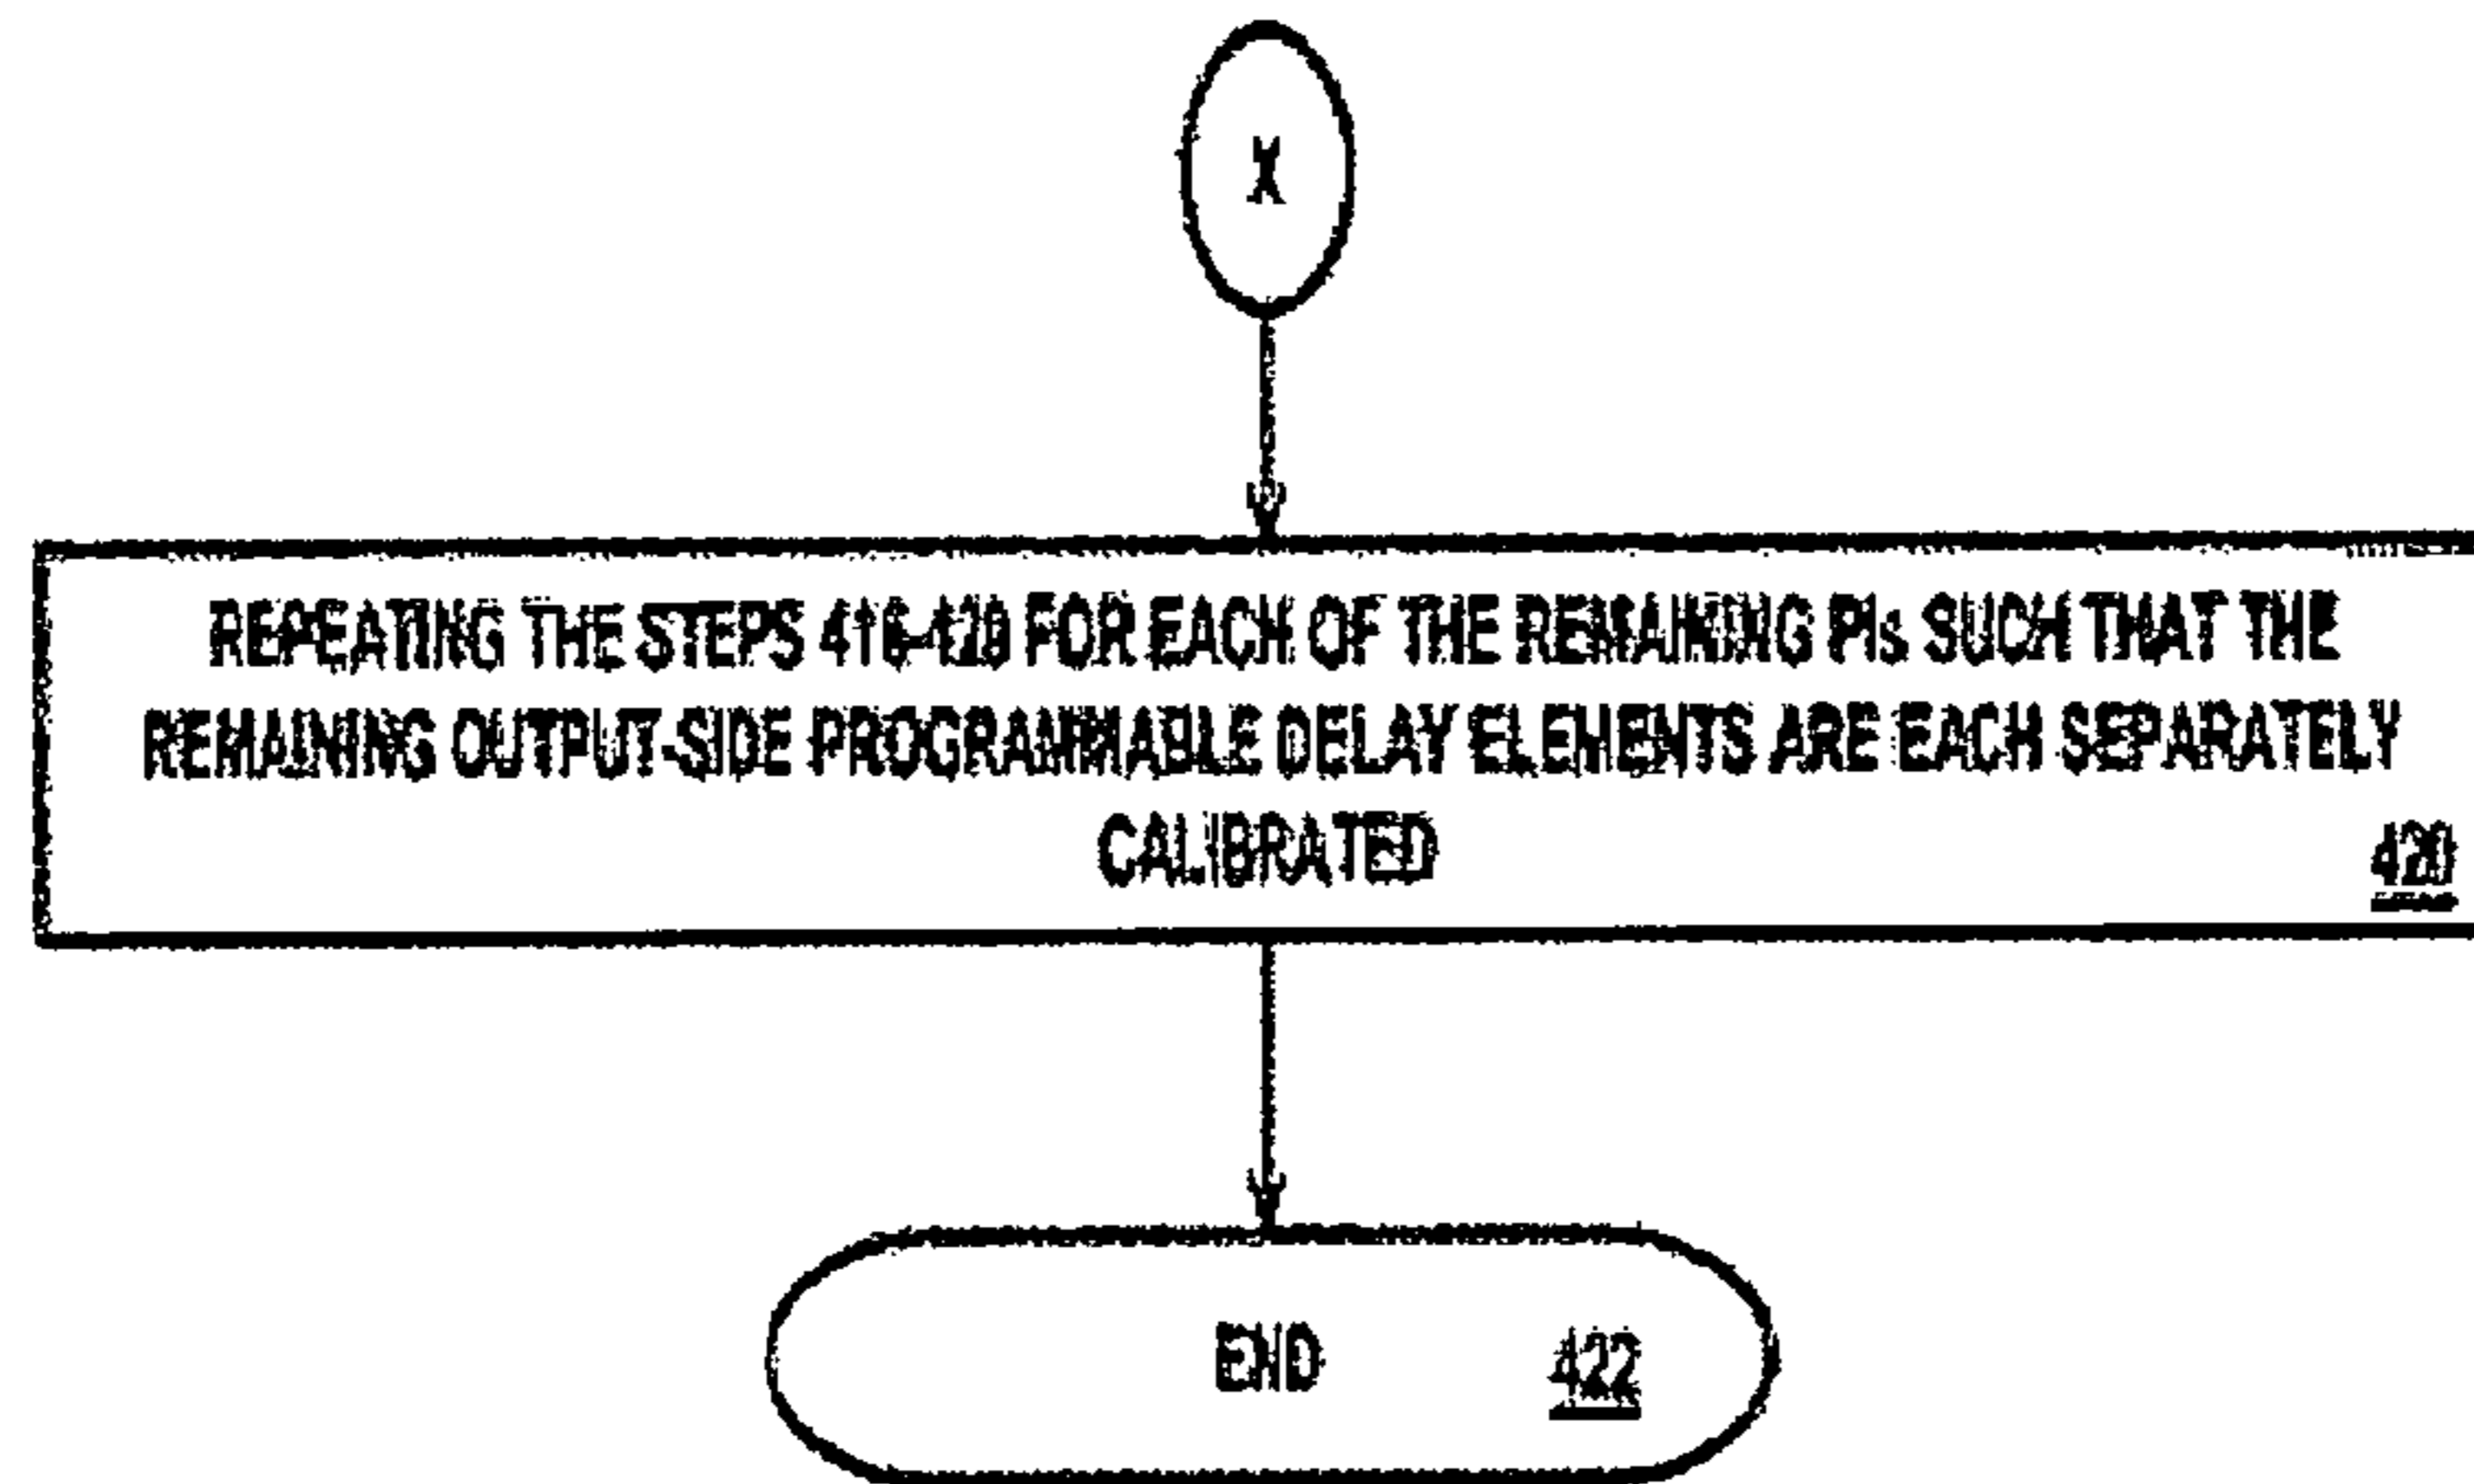 X
REPEATING THE STEPS 416-420 FOR EACH OF THE REMAINING PIs SUCH THAT THE
REMAINING OUTPUT-SIDE PROGRAMMABLE DELAY ELEMENTS ARE EACH SEPARATELY
CALIBRATED
420
END 422